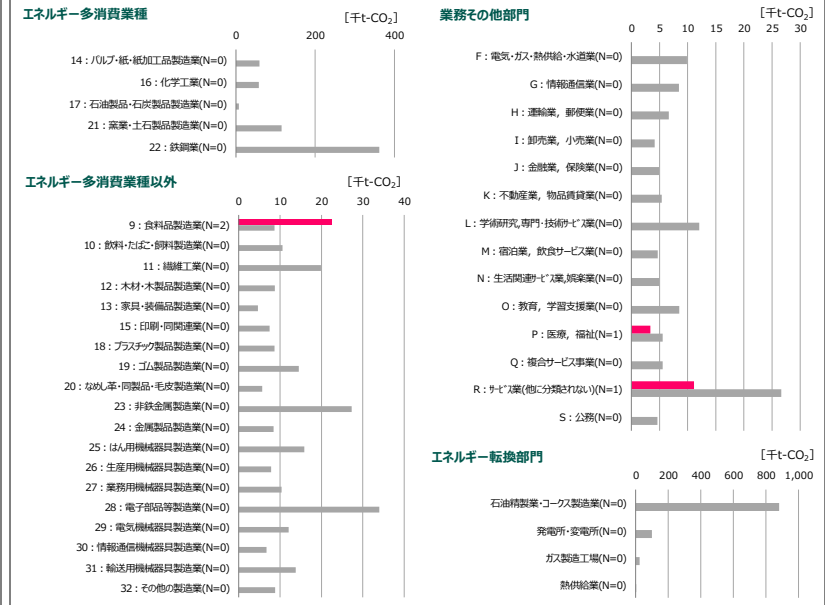 エネルギー多消費業種
［千t-CO₂］
0 200 400
14：パルプ・紙・紙加工品製造業(N=0)
16：化学工業(N=0)
17：石油製品・石炭製品製造業(N=0)
21：窯業・土石製品製造業(N=0)
22：鉄鋼業(N=0)
エネルギー多消費業種以外
［千t-CO₂］
0 10 20 30 40
9：食料品製造業(N=2)
10：飲料・たばこ・飼料製造業(N=0)
11：繊維工業(N=0)
12：木材・木製品製造業(N=0)
13：家具・装備品製造業(N=0)
15：印刷・同関連業(N=0)
18：プラスチック製品製造業(N=0)
19：ゴム製品製造業(N=0)
20：なめし革・同製品・毛皮製造業(N=0)
23：非鉄金属製造業(N=0)
24：金属製品製造業(N=0)
25：はん用機械器具製造業(N=0)
26：生産用機械器具製造業(N=0)
27：業務用機械器具製造業(N=0)
28：電子部品等製造業(N=0)
29：電気機械器具製造業(N=0)
30：情報通信機械器具製造業(N=0)
31：輸送用機械器具製造業(N=0)
32：その他の製造業(N=0)
業務その他部門
［千t-CO₂］
0 5 10 15 20 25 30
F：電気・ガス・熱供給・水道業(N=0)
G：情報通信業(N=0)
H：運輸業，郵便業(N=0)
I：卸売業，小売業(N=0)
J：金融業，保険業(N=0)
K：不動産業，物品賃貸業(N=0)
L：学術研究,専門・技術ｻｰﾋﾞｽ業(N=0)
M：宿泊業，飲食サービス業(N=0)
N：生活関連ｻｰﾋﾞｽ業,娯楽業(N=0)
O：教育，学習支援業(N=0)
P：医療，福祉(N=1)
Q：複合サービス事業(N=0)
R：ｻｰﾋﾞｽ業(他に分類されない)(N=1)
S：公務(N=0)
エネルギー転換部門
［千t-CO₂］
0 200 400 600 800 1,000
石油精製業・コークス製造業(N=0)
発電所・変電所(N=0)
ガス製造工場(N=0)
熱供給業(N=0)